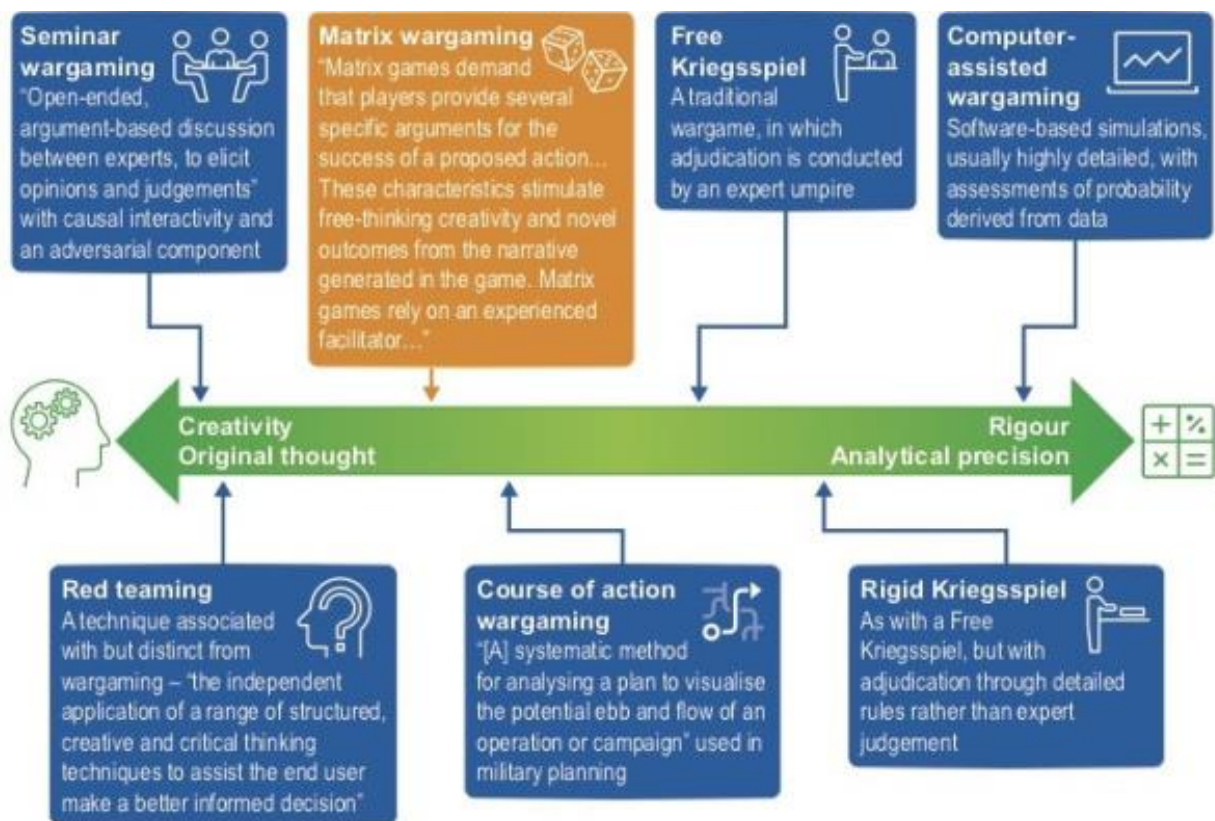 Seminar
wargaming
“Open-ended,
argument-based discussion
between experts, to elicit
opinions and judgements”
with causal interactivity and
an adversarial component
Matrix wargaming
“Matrix games demand
that players provide several
specific arguments for the
success of a proposed action...
These characteristics stimulate
free-thinking creativity and novel
outcomes from the narrative
generated in the game. Matrix
games rely on an experienced
facilitator...”
Free
Kriegsspiel
A traditional
wargame, in which
adjudication is conducted
by an expert umpire
Computer-
assisted
wargaming
Software-based simulations,
usually highly detailed, with
assessments of probability
derived from data
Creativity
Original thought
Rigour
Analytical precision
+ %
× =
Red teaming
A technique associated
with but distinct from
wargaming – “the independent
application of a range of structured,
creative and critical thinking
techniques to assist the end user
make a better informed decision”
Course of action
wargaming
“[A] systematic method
for analysing a plan to visualise
the potential ebb and flow of an
operation or campaign” used in
military planning
Rigid Kriegsspiel
As with a Free
Kriegsspiel, but with
adjudication through detailed
rules rather than expert
judgement